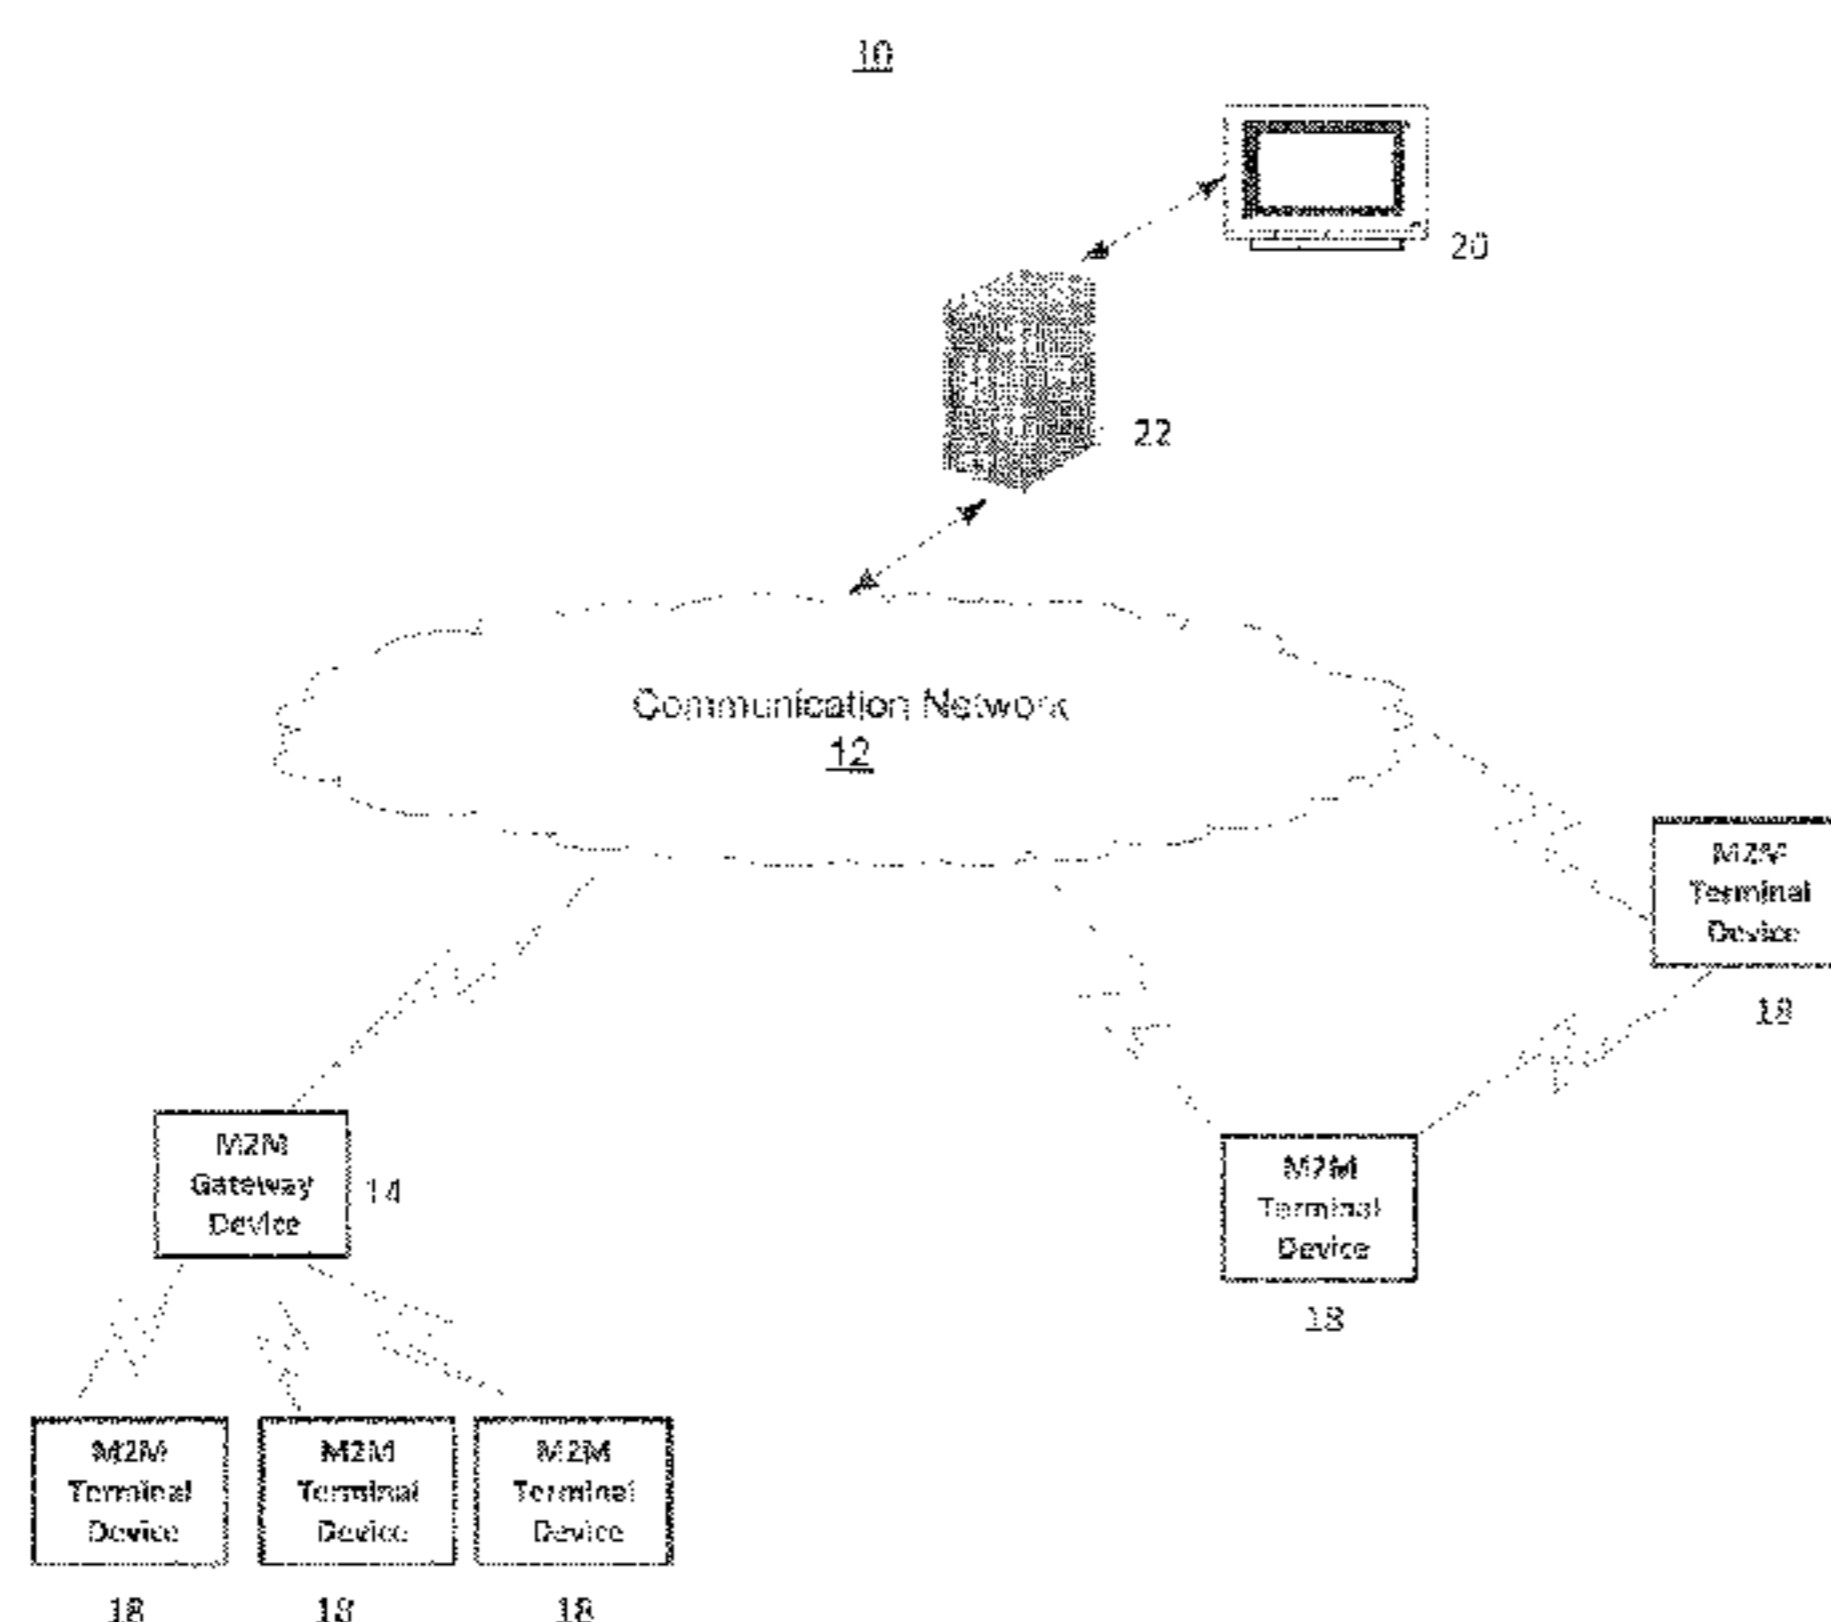 10
20
22
Communication Network
12
M2M
Terminal
Device
18
M2M
Gateway
Device
14
M2M
Terminal
Device
18
M2M
Terminal
Device
18
M2M
Terminal
Device
18
M2M
Terminal
Device
18